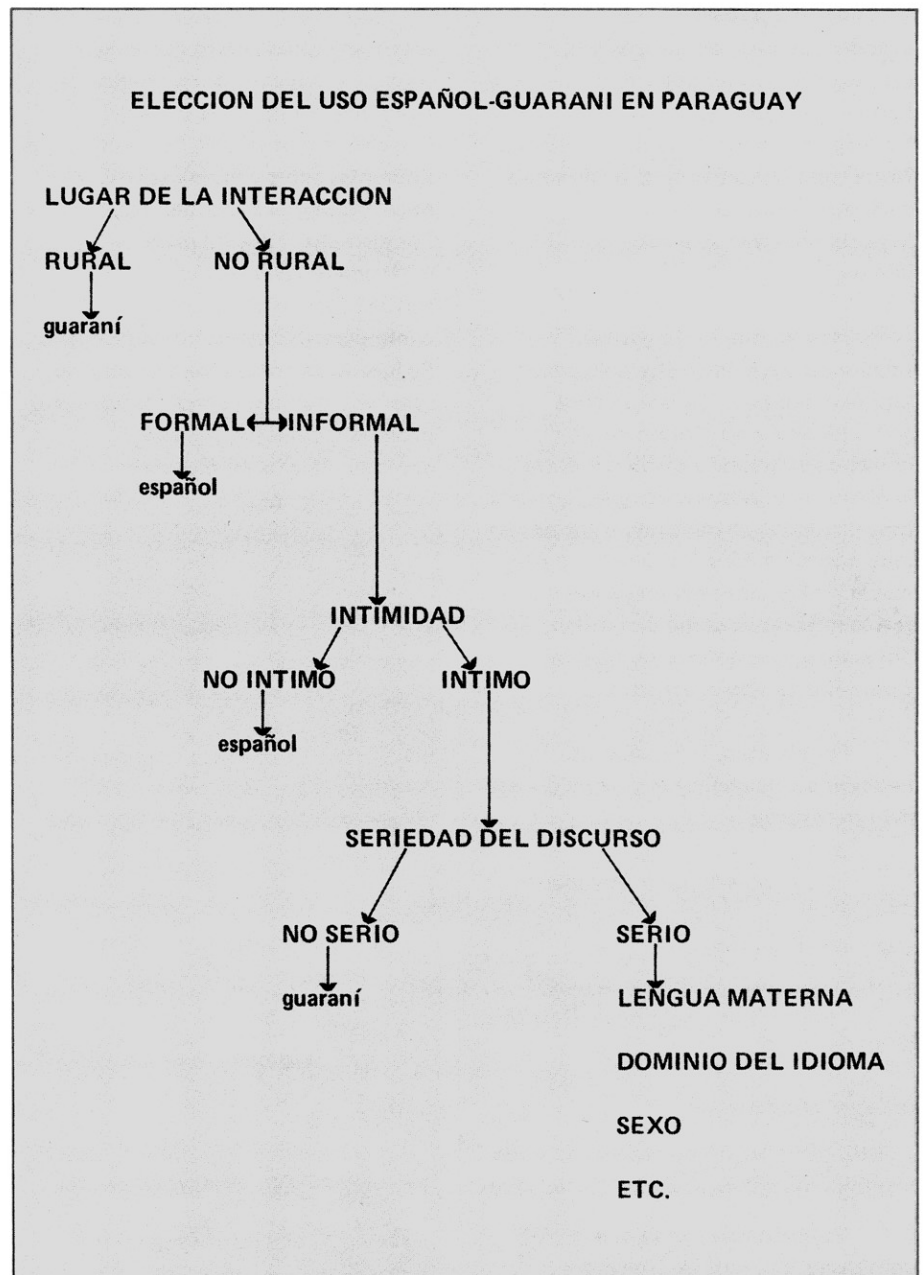 ELECCION DEL USO ESPAÑOL-GUARANI EN PARAGUAY
LUGAR DE LA INTERACCION
RURAL NO RURAL
guaraní
FORMAL INFORMAL
español
INTIMIDAD
NO INTIMO INTIMO
español
SERIEDAD DEL DISCURSO
NO SERIO SERIO
guaraní LENGUA MATERNA
DOMINIO DEL IDIOMA
SEXO
ETC.